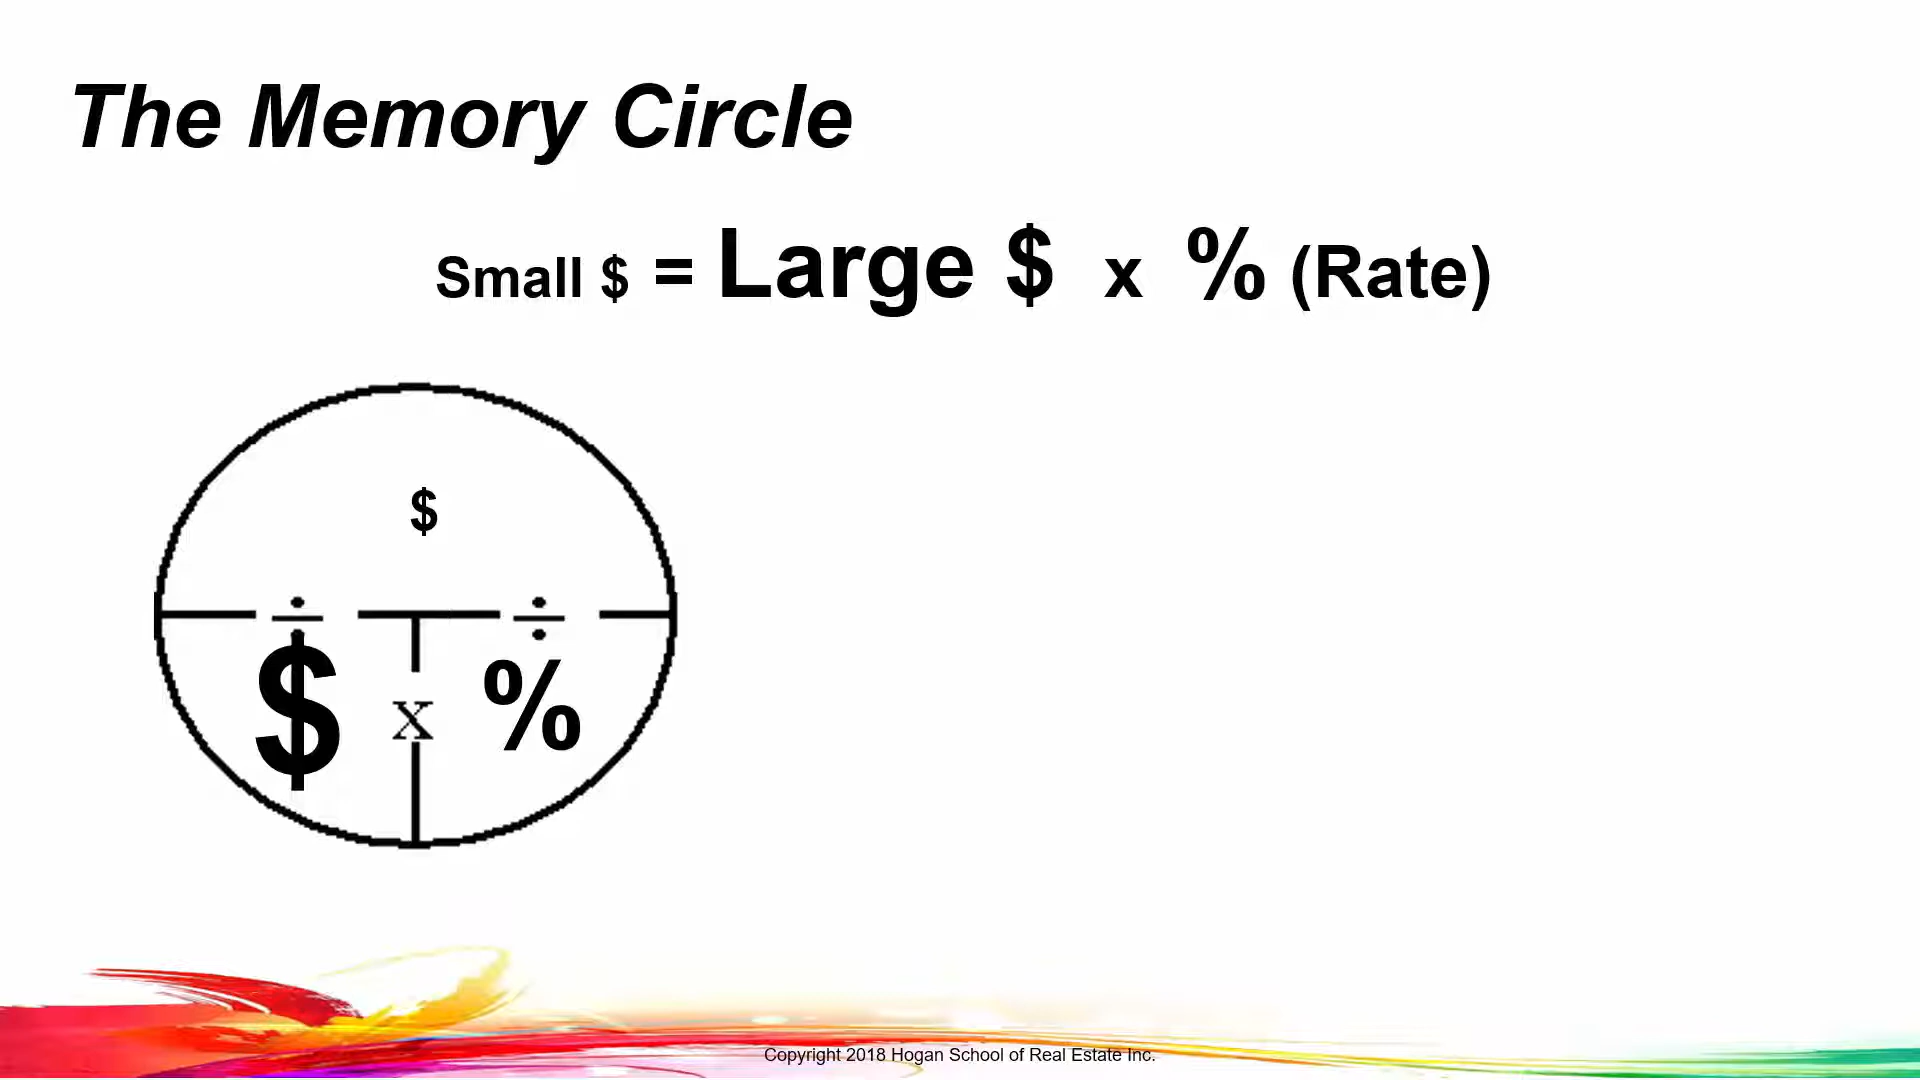 The Memory Circle
Small $ = Large $ x % (Rate)
$
÷ ÷
$ x %
Copyright 2018 Hogan School of Real Estate Inc.